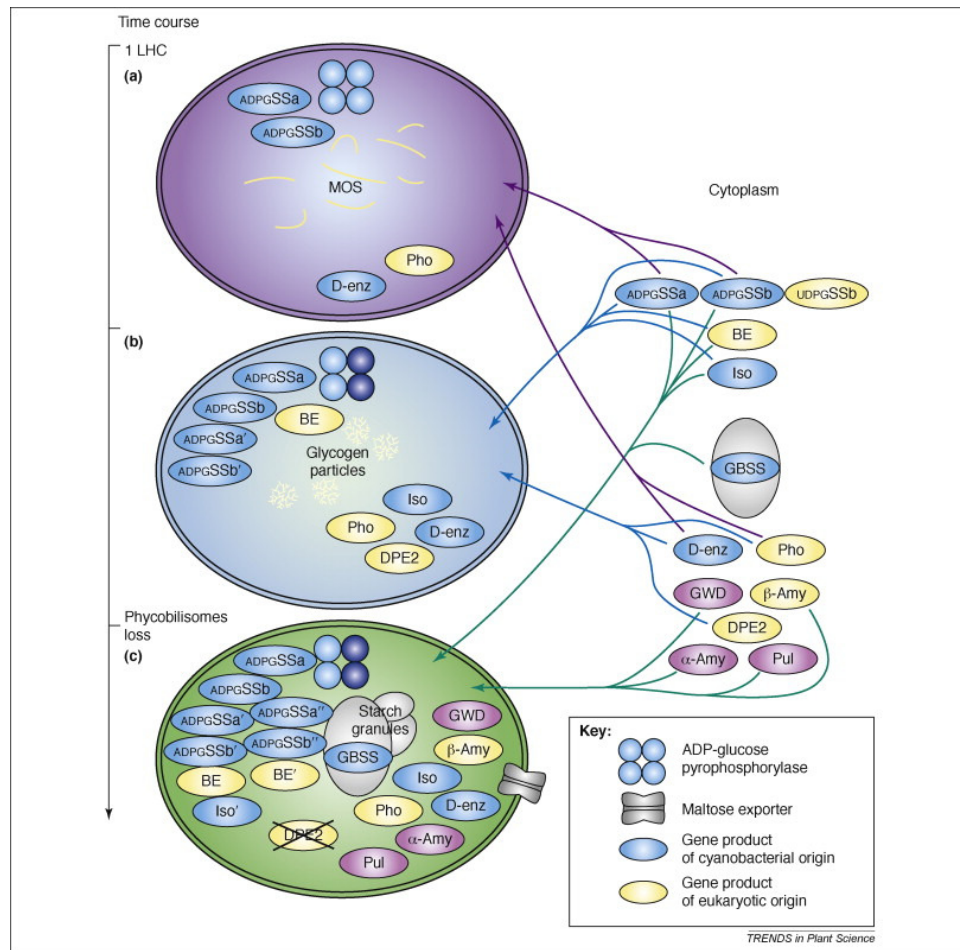 Time course
1 LHC
(a)
ADPGSSa
ADPGSSb
MOS
Pho
D-enz
Cytoplasm
ADPGSSa
ADPGSSb
UDPGSSb
BE
Iso
GBSS
D-enz
Pho
GWD
β-Amy
DPE2
α-Amy
Pul
(b)
ADPGSSa
ADPGSSb
BE
ADPGSSa'
ADPGSSb'
Glycogen
particles
Iso
Pho
D-enz
DPE2
Phycobilisomes
loss
(c)
ADPGSSa
ADPGSSb
ADPGSSa'
ADPGSSa''
ADPGSSb'
ADPGSSb''
BE
BE'
Iso'
DPE2
Starch
granules
GBSS
GWD
β-Amy
Iso
D-enz
Pho
α-Amy
Pul
Key:
ADP-glucose
pyrophosphorylase
Maltose exporter
Gene product
of cyanobacterial origin
Gene product
of eukaryotic origin
TRENDS in Plant Science